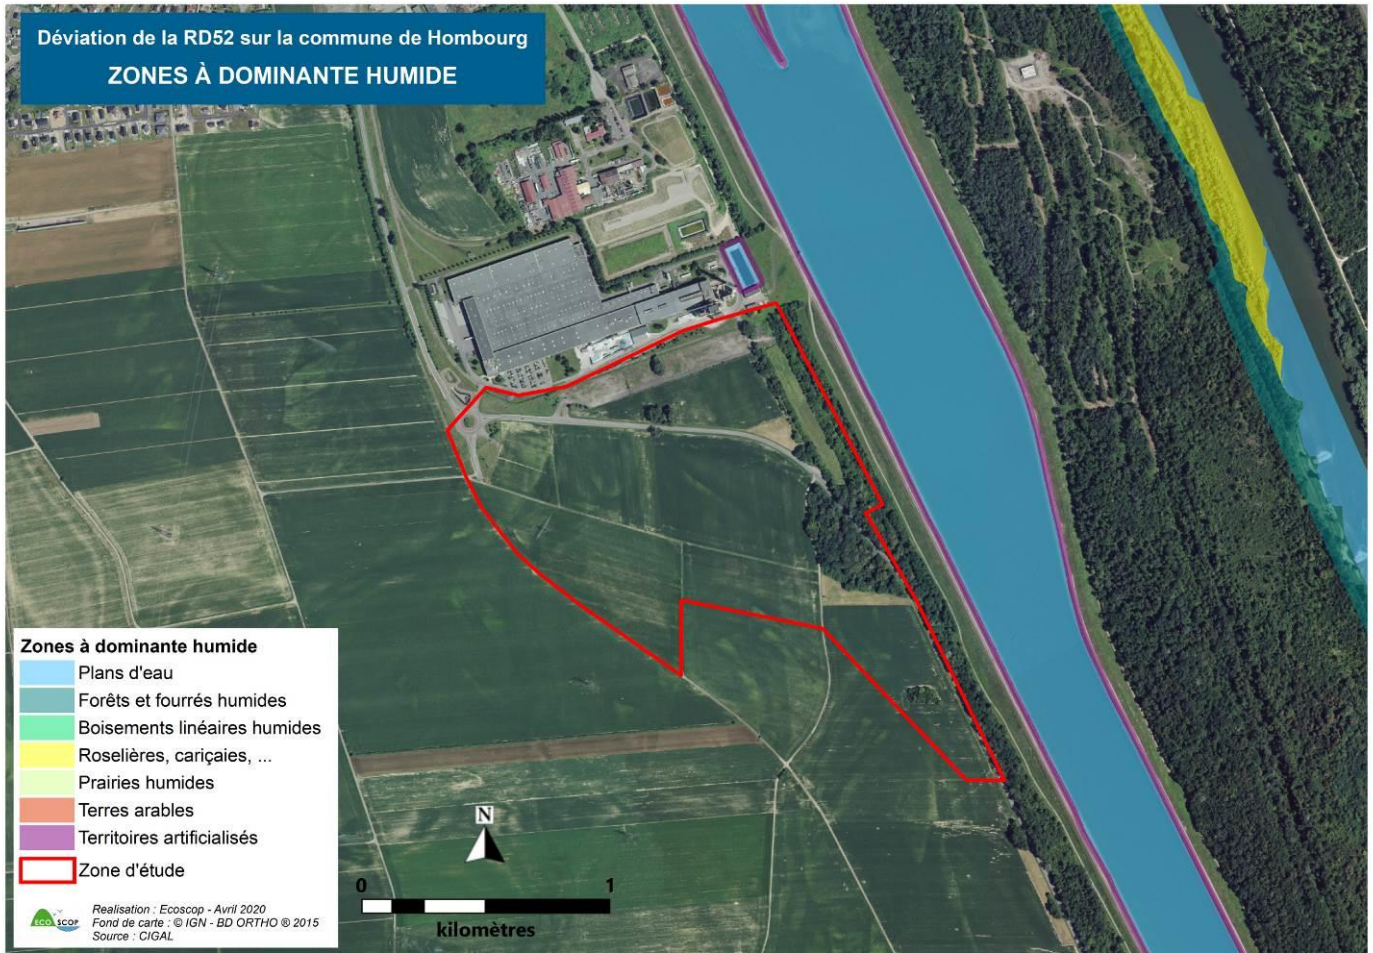 Déviation de la RD52 sur la commune de Hombourg
ZONES À DOMINANTE HUMIDE
Zones à dominante humide
Plans d'eau
Forêts et fourrés humides
Boisements linéaires humides
Roselières, cariçaies, ...
Prairies humides
Terres arables
Territoires artificialisés
Zone d'étude
ECO SCOP
Realisation : Ecoscop - Avril 2020
Fond de carte : © IGN - BD ORTHO ® 2015
Source : CIGAL
N
0 1
kilomètres